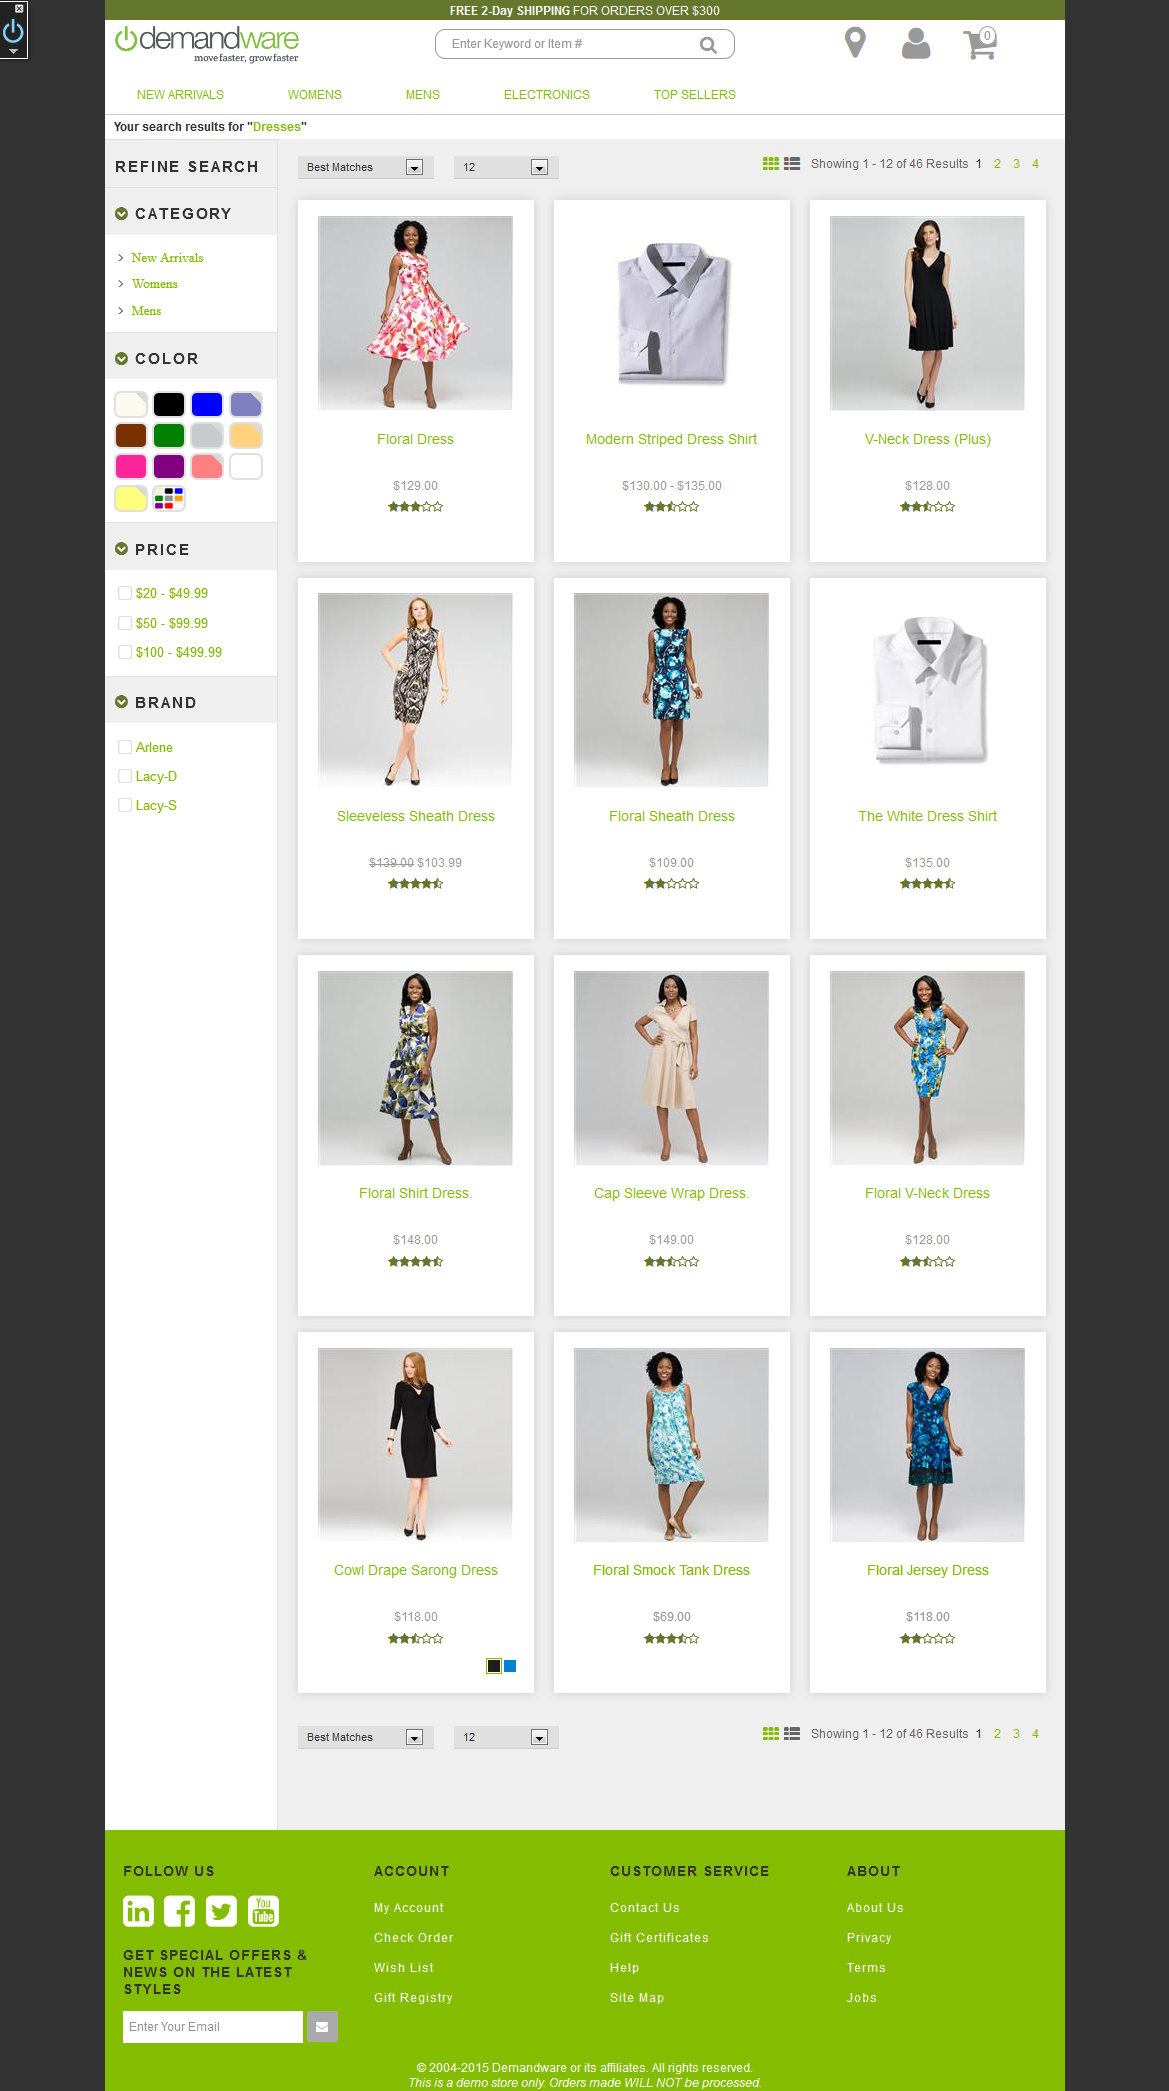 FREE 2-Day SHIPPING FOR ORDERS OVER $300
demandware
move faster, grow faster
Enter Keyword or Item #
0
NEW ARRIVALS WOMENS MENS ELECTRONICS TOP SELLERS
Your search results for "Dresses"
REFINE SEARCH
CATEGORY
New Arrivals
Womens
Mens
COLOR
PRICE
$20 - $49.99
$50 - $99.99
$100 - $499.99
BRAND
Arlene
Lacy-D
Lacy-S
Best Matches 12 Showing 1 - 12 of 46 Results 1 2 3 4
Floral Dress
$129.00
Modern Striped Dress Shirt
$130.00 - $135.00
V-Neck Dress (Plus)
$128.00
Sleeveless Sheath Dress
$139.00 $103.99
Floral Sheath Dress
$109.00
The White Dress Shirt
$135.00
Floral Shirt Dress.
$148.00
Cap Sleeve Wrap Dress.
$149.00
Floral V-Neck Dress
$128.00
Cowl Drape Sarong Dress
$118.00
Floral Smock Tank Dress
$69.00
Floral Jersey Dress
$118.00
Best Matches 12 Showing 1 - 12 of 46 Results 1 2 3 4
FOLLOW US
in f You Tube
GET SPECIAL OFFERS &
NEWS ON THE LATEST
STYLES
Enter Your Email
ACCOUNT
My Account
Check Order
Wish List
Gift Registry
CUSTOMER SERVICE
Contact Us
Gift Certificates
Help
Site Map
ABOUT
About Us
Privacy
Terms
Jobs
© 2004-2015 Demandware or its affiliates. All rights reserved.
This is a demo store only. Orders made WILL NOT be processed.